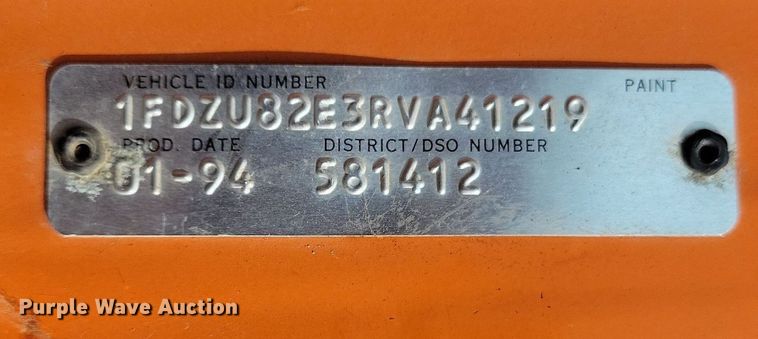 VEHICLE ID NUMBER PAINT
1FDZU82E3RVA41219
PROD. DATE DISTRICT/DSO NUMBER
01-94 581412
Purple Wave Auction